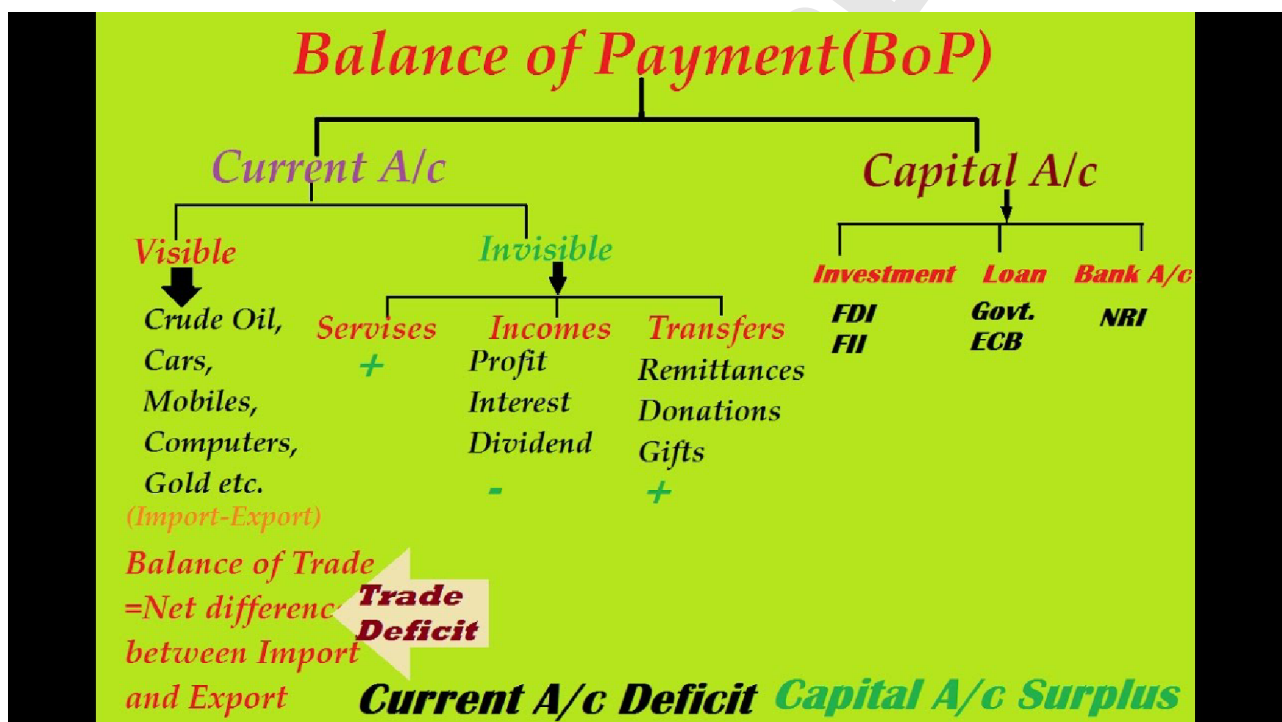 Balance of Payment(BoP)
Current A/c
Capital A/c
Visible
Invisible
Crude Oil,
Cars,
Mobiles,
Computers,
Gold etc.
(Import-Export)
Servises
+
Incomes
Profit
Interest
Dividend
-
Transfers
Remittances
Donations
Gifts
+
Investment
FDI
FII
Loan
Govt.
ECB
Bank A/c
NRI
Balance of Trade
=Net differenc
between Import
and Export
Trade
Deficit
Current A/c Deficit
Capital A/c Surplus